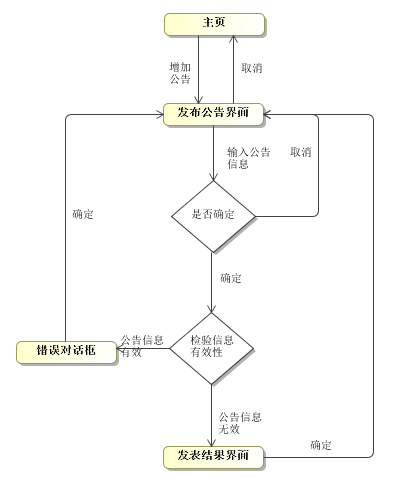 主页
增加
公告
取消
发布公告界面
输入公告
信息
取消
是否确定
确定
确定
公告信息
有效
检验信息
有效性
错误对话框
公告信息
无效
确定
发表结果界面